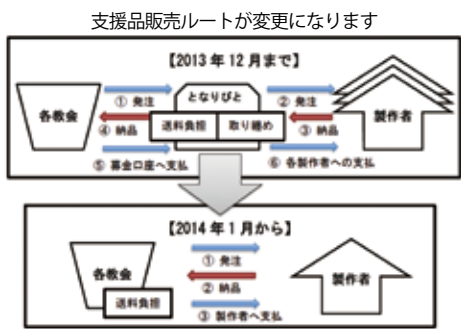 支援品販売ルートが変更になります
【2013年12月まで】
各教会
① 発注
となりびと
② 発注
製作者
送料負担
取り纏め
④ 納品
③ 納品
⑤ 募金口座へ支払
⑥ 各製作者への支払
【2014年1月から】
各教会
送料負担
① 発注
② 納品
③ 製作者へ支払
製作者